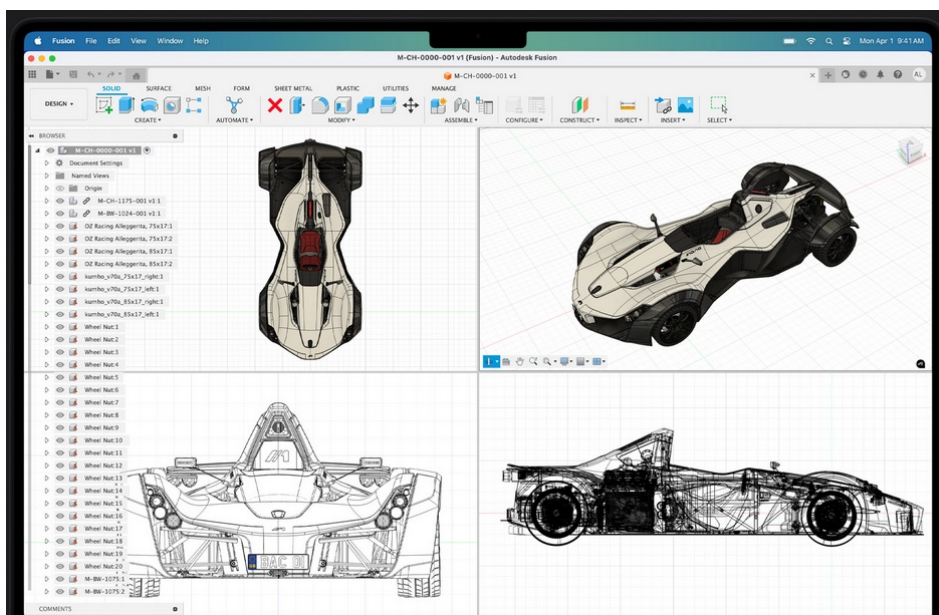 Fusion File Edit View Window Help Mon Apr 1 9:41 AM
M-CH-0000-001 v1 (Fusion) - Autodesk Fusion
M-CH-0000-001 v1
AL
SOLID SURFACE MESH FORM SHEET METAL PLASTIC UTILITIES MANAGE
DESIGN
CREATE AUTOMATE MODIFY ASSEMBLE CONFIGURE CONSTRUCT INSPECT INSERT SELECT
BROWSER
M-CH-0000-001 v1
Document Settings
Named Views
Origin
M-CH-1375-001 v1:1
M-BW-1024-001 v1:1
OZ Racing Alleggerita, 75x17:1
OZ Racing Alleggerita, 75x17:2
OZ Racing Alleggerita, 85x17:1
OZ Racing Alleggerita, 85x17:2
kumho_v70a_75x17_right:1
kumho_v70a_75x17_left:1
kumho_v70a_85x17_right:1
kumho_v70a_85x17_left:1
Wheel Nut:1
Wheel Nut:2
Wheel Nut:3
Wheel Nut:4
Wheel Nut:5
Wheel Nut:6
Wheel Nut:7
Wheel Nut:8
Wheel Nut:9
Wheel Nut:10
Wheel Nut:11
Wheel Nut:12
Wheel Nut:13
Wheel Nut:14
Wheel Nut:15
Wheel Nut:16
Wheel Nut:17
Wheel Nut:18
Wheel Nut:19
Wheel Nut:20
M-BW-1075:1
M-BW-1075:2
BAC 01
COMMENTS